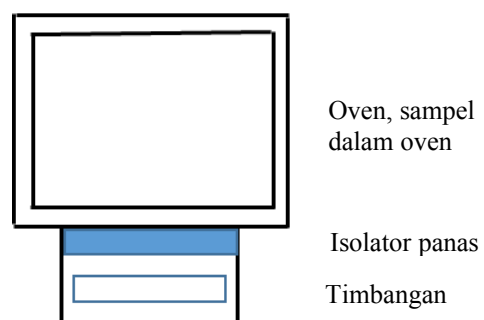 Oven, sampel
dalam oven
Isolator panas
Timbangan